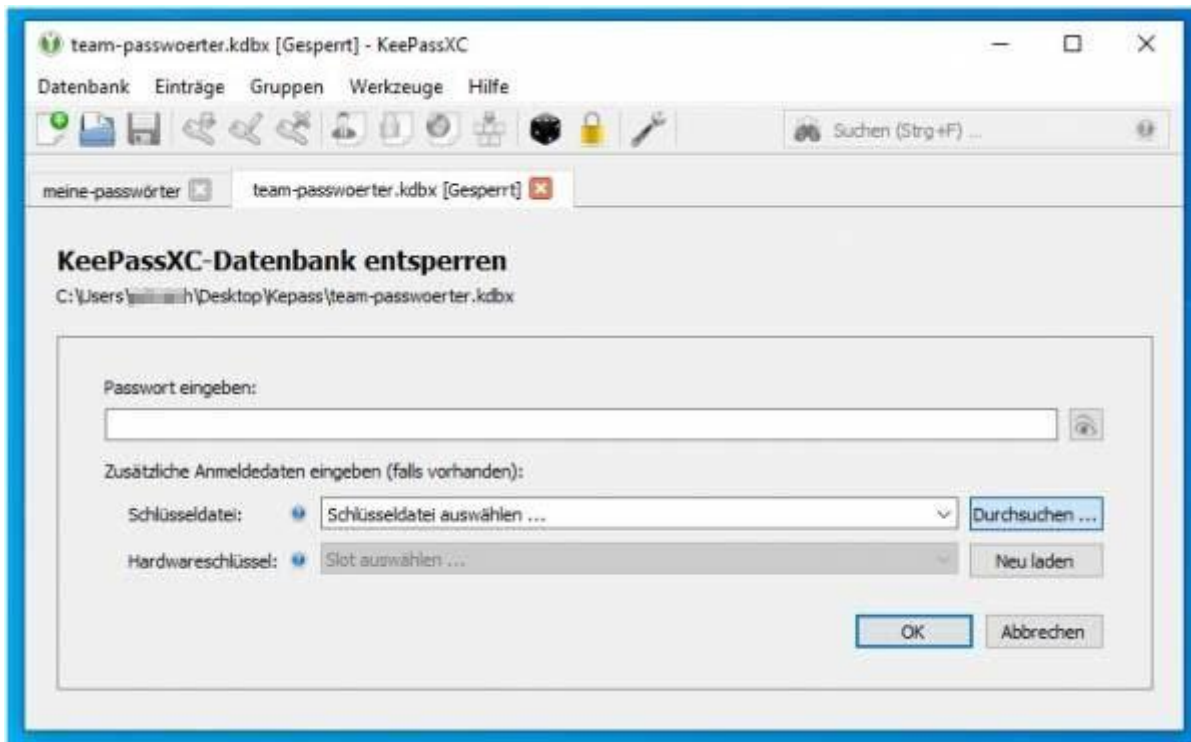 team-passwoerter.kdbx [Gesperrt] - KeePassXC
Datenbank Einträge Gruppen Werkzeuge Hilfe
Suchen (Strg+F) ...
meine-passwörter team-passwoerter.kdbx [Gesperrt]
KeePassXC-Datenbank entsperren
C:\Users\ h\Desktop\Kepass\team-passwoerter.kdbx
Passwort eingeben:
Zusätzliche Anmeldedaten eingeben (falls vorhanden):
Schlüsseldatei: Schlüsseldatei auswählen ... Durchsuchen ...
Hardwareschlüssel: Slot auswählen ... Neu laden
OK Abbrechen